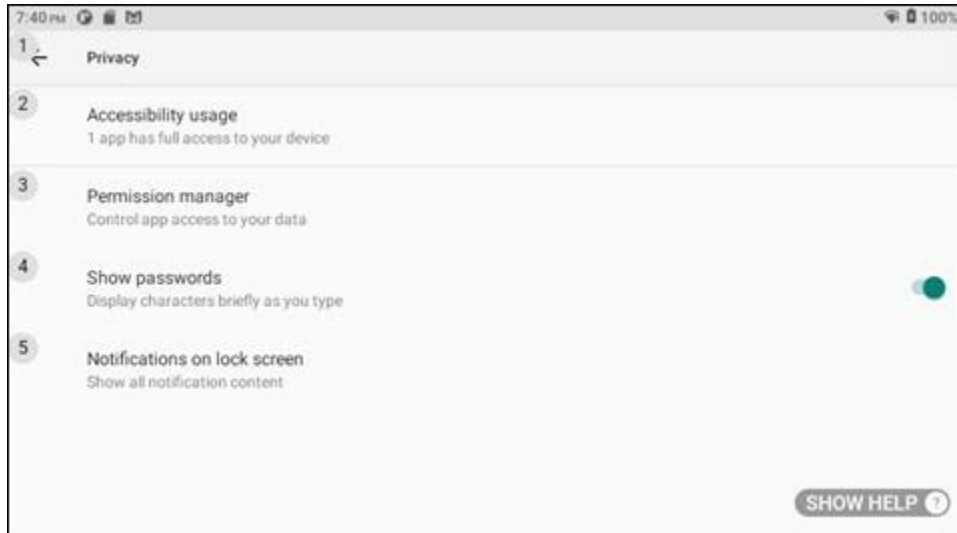 7:40 PM 100%
1
Privacy
2
Accessibility usage
1 app has full access to your device
3
Permission manager
Control app access to your data
4
Show passwords
Display characters briefly as you type
5
Notifications on lock screen
Show all notification content
SHOW HELP ?